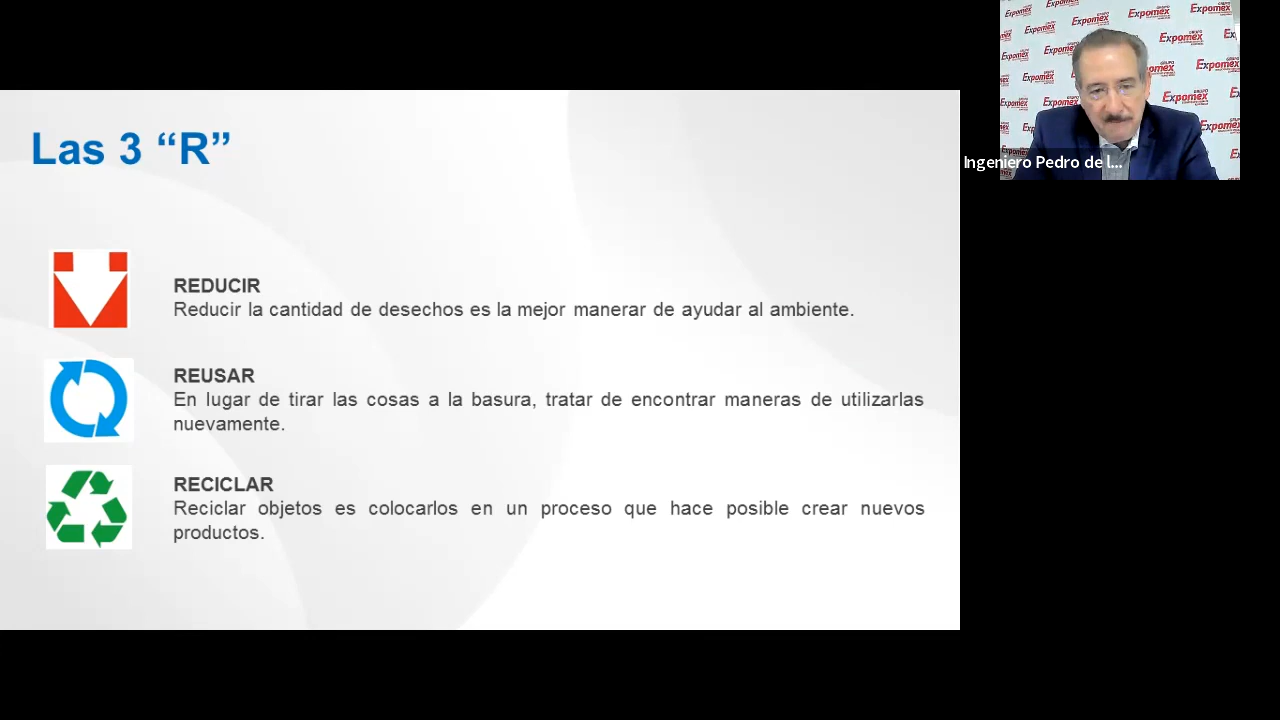 Las 3 “R”
REDUCIR
Reducir la cantidad de desechos es la mejor manerar de ayudar al ambiente.
REUSAR
En lugar de tirar las cosas a la basura, tratar de encontrar maneras de utilizarlas
nuevamente.
RECICLAR
Reciclar objetos es colocarlos en un proceso que hace posible crear nuevos
productos.
GRUPO
Expomex
Ingeniero Pedro de l...